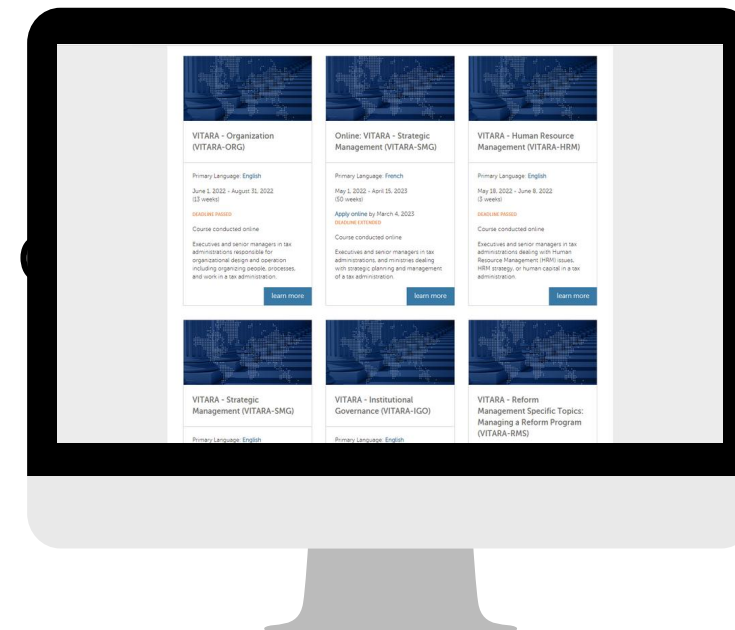 VITARA - Organization
(VITARA-ORG)
Primary Language: English
June 1, 2022 - August 31, 2022
(13 weeks)
DEADLINE PASSED
Course conducted online
Executives and senior managers in tax
administrations responsible for
organizational design and operation
including organizing people, processes,
and work in a tax administration.
learn more
Online: VITARA - Strategic
Management (VITARA-SMG)
Primary Language: French
May 1, 2022 - April 15, 2023
(50 weeks)
Apply online by March 4, 2023
DEADLINE EXTENDED
Course conducted online
Executives and senior managers in tax
administrations, and ministries dealing
with strategic planning and management
of a tax administration.
learn more
VITARA - Human Resource
Management (VITARA-HRM)
Primary Language: English
May 18, 2022 - June 8, 2022
(3 weeks)
DEADLINE PASSED
Course conducted online
Executives and senior managers in tax
administrations dealing with Human
Resource Management (HRM) issues,
HRM strategy, or human capital in a tax
administration.
learn more
VITARA - Strategic
Management (VITARA-SMG)
Primary Language: English
VITARA - Institutional
Governance (VITARA-IGO)
Primary Language: English
VITARA - Reform
Management Specific Topics:
Managing a Reform Program
(VITARA-RMS)